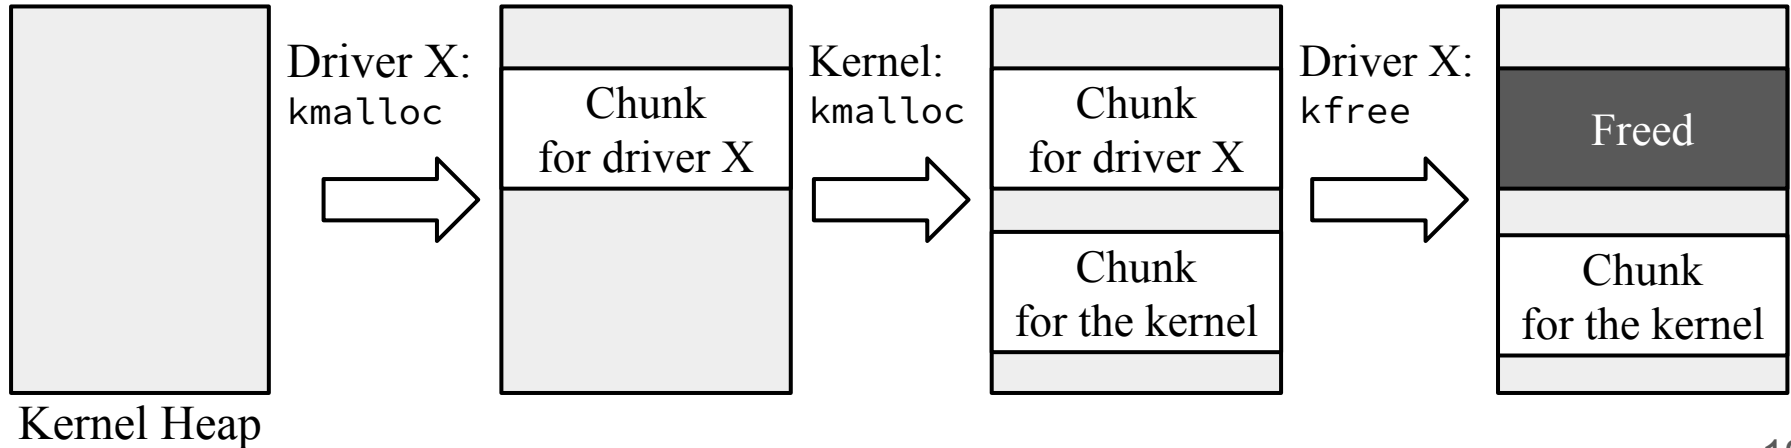 Driver X:
kmalloc
Chunk
for driver X
Kernel:
kmalloc
Chunk
for driver X
Chunk
for the kernel
Driver X:
kfree
Freed
Chunk
for the kernel
Kernel Heap